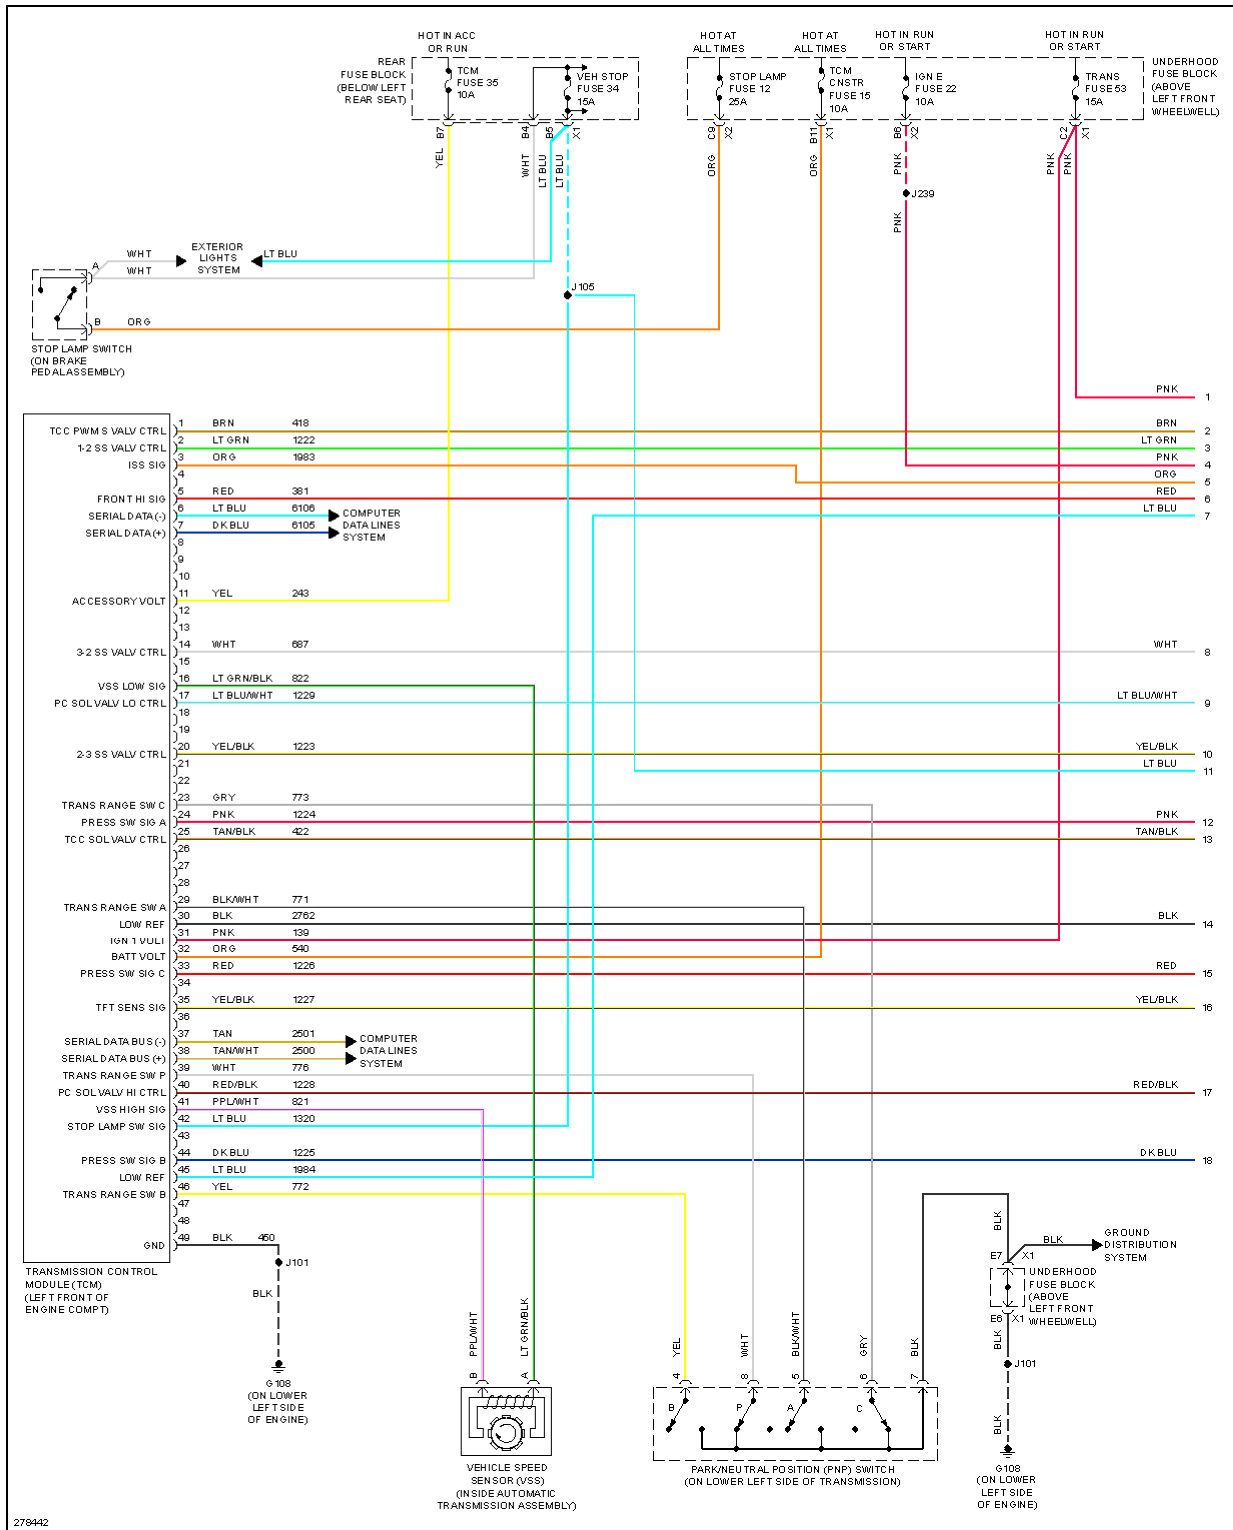 HOT IN ACC
OR RUN
HOT AT
ALL TIMES
HOT AT
ALL TIMES
HOT IN RUN
OR START
HOT IN RUN
OR START
REAR
FUSE BLOCK
(BELOW LEFT
REAR SEAT)
TCM
FUSE 35
10A
VEH STOP
FUSE 34
15A
STOP LAMP
FUSE 12
25A
TCM
CNSTR
FUSE 15
10A
IGN E
FUSE 22
10A
TRANS
FUSE 53
15A
UNDERHOOD
FUSE BLOCK
(ABOVE
LEFT FRONT
WHEELWELL)
B7
B4
B5
X1
C9
X2
B11
X1
B6
X2
C2
X1
YEL
WHT
LT BLU
LT BLU
ORG
ORG
PNK
PNK
PNK
J239
PNK
WHT
EXTERIOR
LIGHTS
SYSTEM
LT BLU
A
WHT
J105
B
ORG
STOP LAMP SWITCH
(ON BRAKE
PEDAL ASSEMBLY)
PNK 1
TCC PWM S VALV CTRL 1 BRN 418 BRN 2
1-2 SS VALV CTRL 2 LT GRN 1222 LT GRN 3
ISS SIG 3 ORG 1983 PNK 4
4 ORG 5
FRONT HI SIG 5 RED 381 RED 6
SERIAL DATA (-) 6 LT BLU 6106 LT BLU 7
SERIAL DATA (+) 7 DK BLU 6105
COMPUTER
DATA LINES
SYSTEM
8
9
10
ACCESSORY VOLT 11 YEL 243
12
13
3-2 SS VALV CTRL 14 WHT 687 WHT 8
15
VSS LOW SIG 16 LT GRN/BLK 822
PC SOL VALV LO CTRL 17 LT BLU/WHT 1229 LT BLU/WHT 9
18
19
2-3 SS VALV CTRL 20 YEL/BLK 1223 YEL/BLK 10
21 LT BLU 11
22
TRANS RANGE SW C 23 GRY 773
PRESS SW SIG A 24 PNK 1224 PNK 12
TCC SOL VALV CTRL 25 TAN/BLK 422 TAN/BLK 13
26
27
28
TRANS RANGE SW A 29 BLK/WHT 771
LOW REF 30 BLK 2762 BLK 14
IGN 1 VOLT 31 PNK 139
BATT VOLT 32 ORG 540
PRESS SW SIG C 33 RED 1226 RED 15
34
TFT SENS SIG 35 YEL/BLK 1227 YEL/BLK 16
36
SERIAL DATA BUS (-) 37 TAN 2501
SERIAL DATA BUS (+) 38 TAN/WHT 2500
COMPUTER
DATA LINES
SYSTEM
TRANS RANGE SW P 39 WHT 776
PC SOL VALV HI CTRL 40 RED/BLK 1228 RED/BLK 17
VSS HIGH SIG 41 PPL/WHT 821
STOP LAMP SW SIG 42 LT BLU 1320
43
PRESS SW SIG B 44 DK BLU 1225 DK BLU 18
LOW REF 45 LT BLU 1984
TRANS RANGE SW B 46 YEL 772
47
48
GND 49 BLK 450
TRANSMISSION CONTROL
MODULE (TCM)
(LEFT FRONT OF
ENGINE COMPT)
J101
BLK
G108
(ON LOWER
LEFT SIDE
OF ENGINE)
PPL/WHT
LT GRN/BLK
B
A
VEHICLE SPEED
SENSOR (VSS)
(INSIDE AUTOMATIC
TRANSMISSION ASSEMBLY)
YEL
WHT
BLK/WHT
GRY
BLK
4
8
5
6
7
B
P
A
C
PARK/NEUTRAL POSITION (PNP) SWITCH
(ON LOWER LEFT SIDE OF TRANSMISSION)
BLK
BLK
GROUND
DISTRIBUTION
SYSTEM
E7
X1
UNDERHOOD
FUSE BLOCK
(ABOVE
LEFT FRONT
WHEELWELL)
E6
X1
BLK
J101
BLK
G108
(ON LOWER
LEFT SIDE
OF ENGINE)
278442